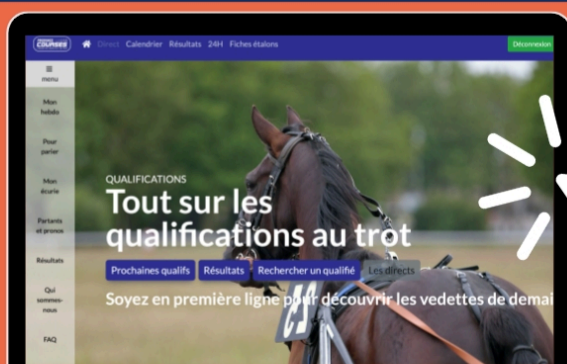 COURSES
Direct Calendrier Résultats 24H Fiches étalons
Déconnexion
menu
Mon
hebdo
Pour
parier
Mon
écurie
Partants
et pronos
Résultats
Qui
sommes-
nous
FAQ
QUALIFICATIONS
Tout sur les
qualifications au trot
Prochaines qualifs Résultats Rechercher un qualifié Les directs
Soyez en première ligne pour découvrir les vedettes de demai